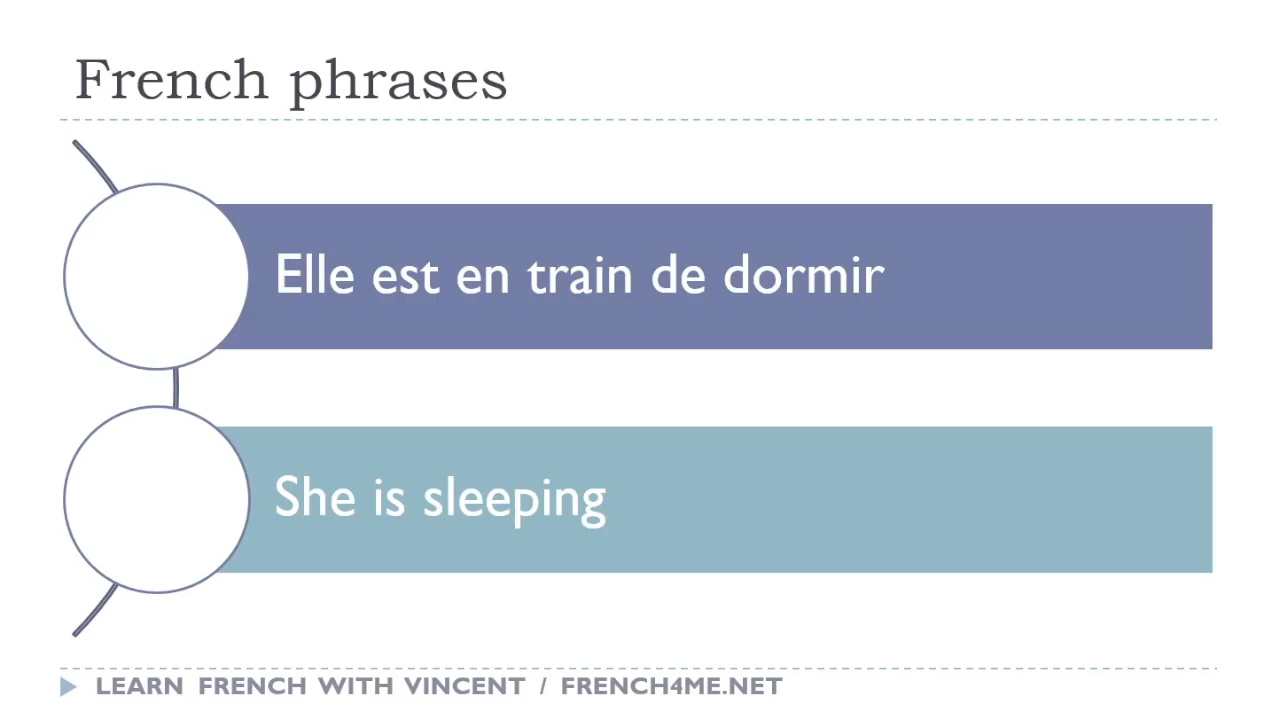 French phrases
Elle est en train de dormir
She is sleeping
LEARN FRENCH WITH VINCENT / FRENCH4ME.NET